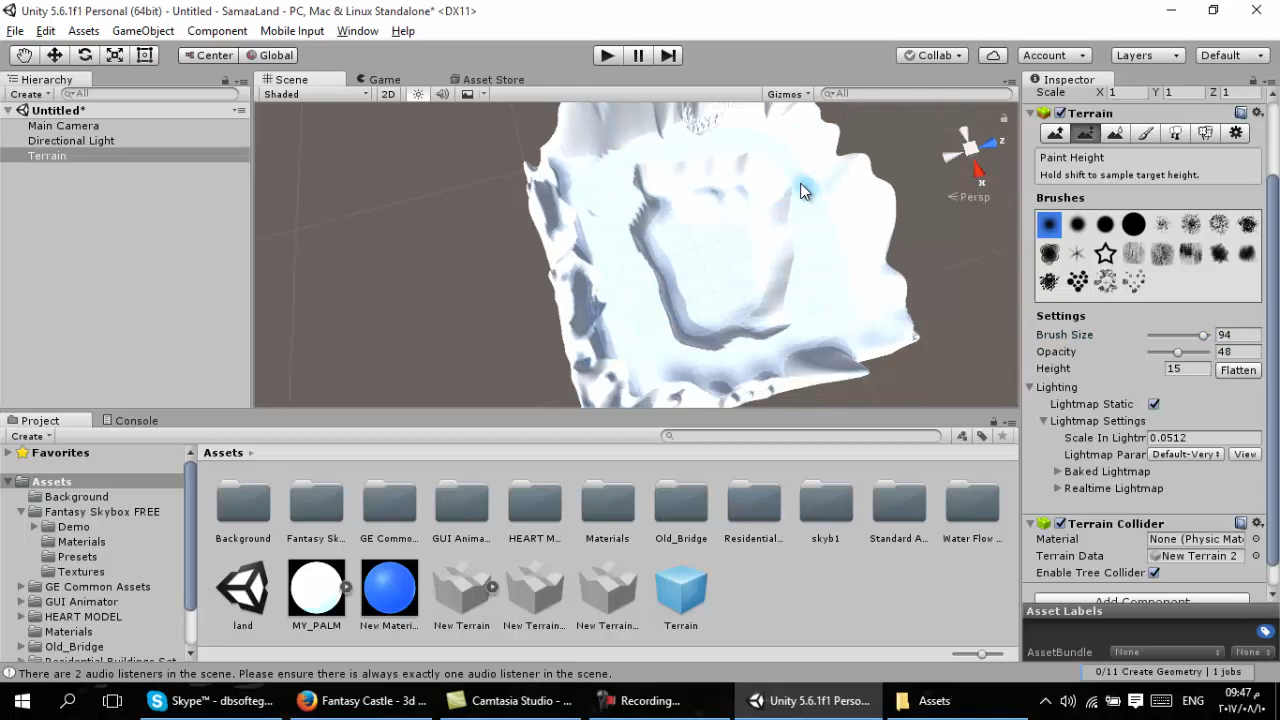 Unity 5.6.1f1 Personal (64bit) - Untitled - SamaaLand - PC, Mac & Linux Standalone* <DX11>
File Edit Assets GameObject Component Mobile Input Window Help
Center Global Collab Account Layers Default
Hierarchy Scene Game Asset Store Inspector
Create All Shaded 2D Gizmos All Scale X 1 Y 1 Z 1
Untitled* Terrain
Main Camera
Directional Light
Terrain
z
x
Persp
Paint Height
Hold shift to sample target height.
Brushes
Settings
Brush Size 94
Opacity 48
Height 15 Flatten
Lighting
Lightmap Static
Lightmap Settings
Scale In Lightm 0.0512
Lightmap Parar Default-Very View
Baked Lightmap
Realtime Lightmap
Terrain Collider
Material None (Physic Mate
Terrain Data New Terrain 2
Enable Tree Collider
Add Component
Asset Labels
AssetBundle None None
Project Console
Create
Favorites Assets
Assets
Background
Fantasy Skybox FREE
Demo
Materials
Presets
Textures
GE Common Assets
GUI Animator
HEART MODEL
Materials
Old_Bridge
Residential Buildings Set
Background Fantasy Sk... GE Commo... GUI Anima... HEART M... Materials Old_Bridge Residential... skyb1 Standard A... Water Flow ...
land MY_PALM New Materi... New Terrain New Terrain... New Terrain... Terrain
There are 2 audio listeners in the scene. Please ensure there is always exactly one audio listener in the scene.
0/11 Create Geometry | 1 jobs
Skype™ - dbsofteg... Fantasy Castle - 3d ... Camtasia Studio - ... Recording... Unity 5.6.1f1 Perso... Assets ENG
09:47 م
٢٠١٧/٠٨/١٠